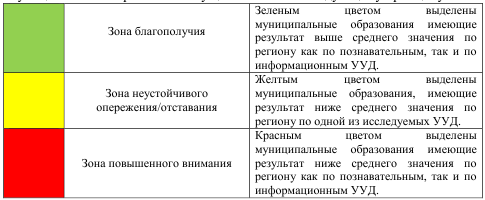 Зеленым цветом выделены
муниципальные образования имеющие
Зона благополучия
результат выше среднего значения по
региону как по познавательным, так и по
информационным УУД.
Желтым цветом выделены
Зона неустойчивого
муниципальные образования, имеющие
опережения/отставания
результат ниже среднего значения по
региону по одной из исследуемых УУД.
Красным цветом выделены
муниципальные образования имеющие
Зона повышенного внимания
результат ниже среднего значения по
региону как по познавательным, так и по
информационным УУД.